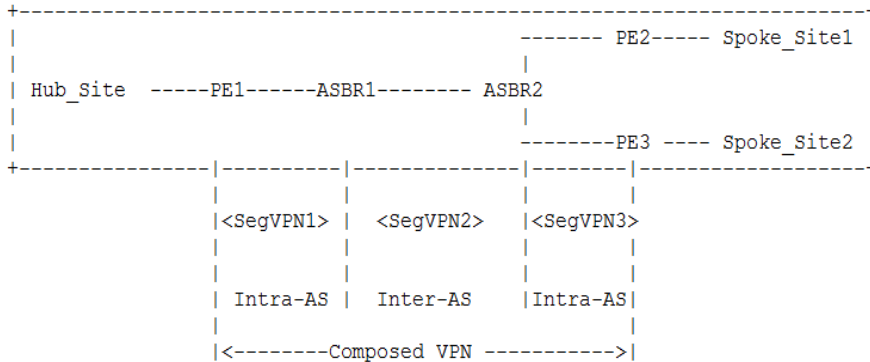 +----------------------------------------------------------------+
|                                        ------- PE2----- Spoke_Site1
|                                        |
| Hub_Site  -----PE1------ASBR1-------- ASBR2
|                                        |
|                                        --------PE3 ---- Spoke_Site2
+----------------|----------|--------------|--------|--------------------+
|          |              |        |
|<SegVPN1> |  <SegVPN2>   |<SegVPN3>
|          |              |        |
|          |              |        |
| Intra-AS |   Inter-AS   |Intra-AS|
|                                  |
|<--------Composed VPN ----------->|